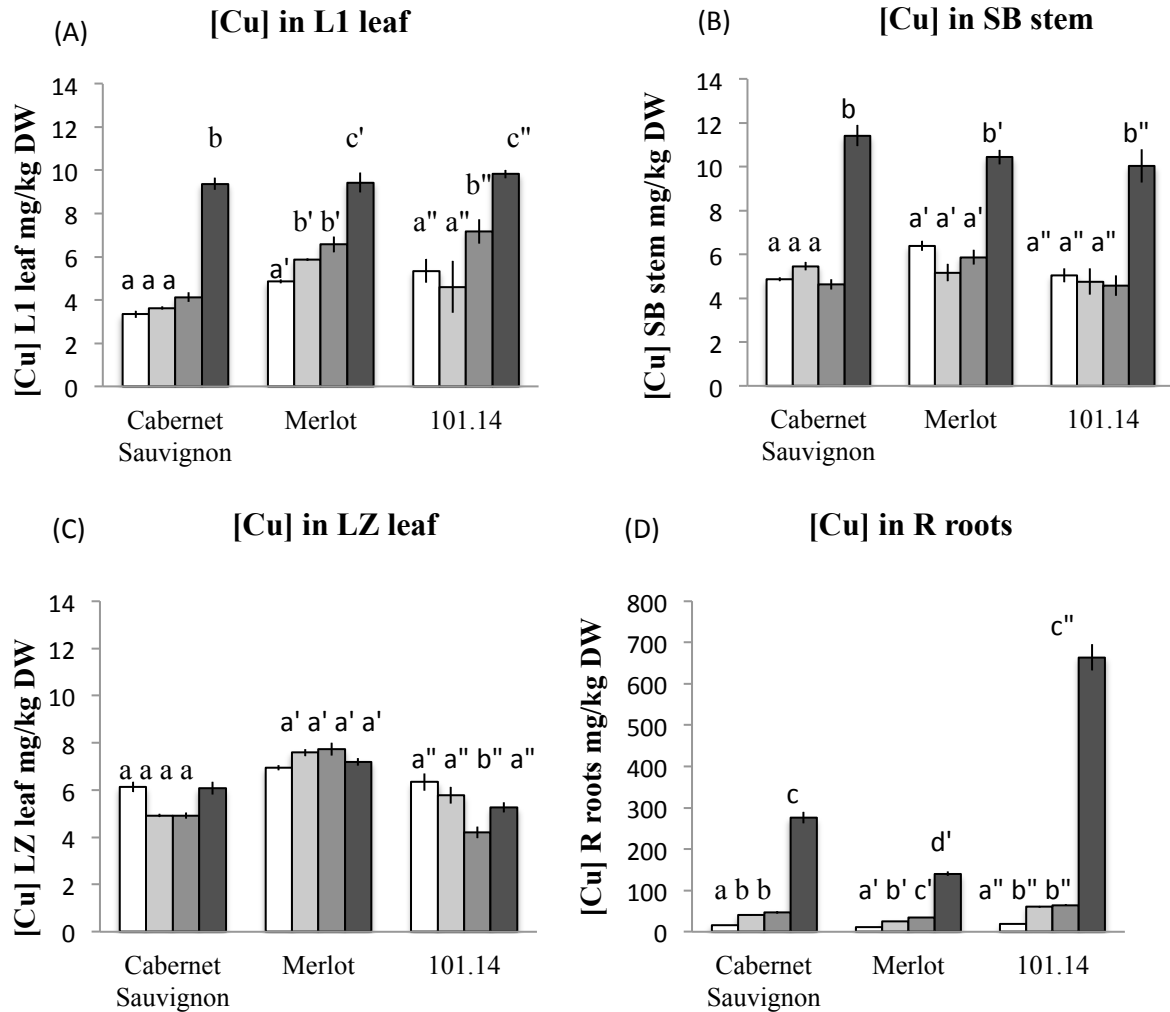 (A)
[Cu] in L1 leaf
[Cu] L1 leaf mg/kg DW
14
12
10
8
6
4
2
0
a a a
b
a'
b' b'
c'
a" a"
b"
c"
Cabernet
Sauvignon
Merlot
101.14
(B)
[Cu] in SB stem
[Cu] SB stem mg/kg DW
14
12
10
8
6
4
2
0
a a a
b
a' a' a'
b'
a" a" a"
b"
Cabernet
Sauvignon
Merlot
101.14
(C)
[Cu] in LZ leaf
[Cu] LZ leaf mg/kg DW
14
12
10
8
6
4
2
0
a a a a
a' a' a' a'
a" a" b" a"
Cabernet
Sauvignon
Merlot
101.14
(D)
[Cu] in R roots
[Cu] R roots mg/kg DW
800
700
600
500
400
300
200
100
0
a b b
c
a' b' c'
d'
a" b" b"
c"
Cabernet
Sauvignon
Merlot
101.14